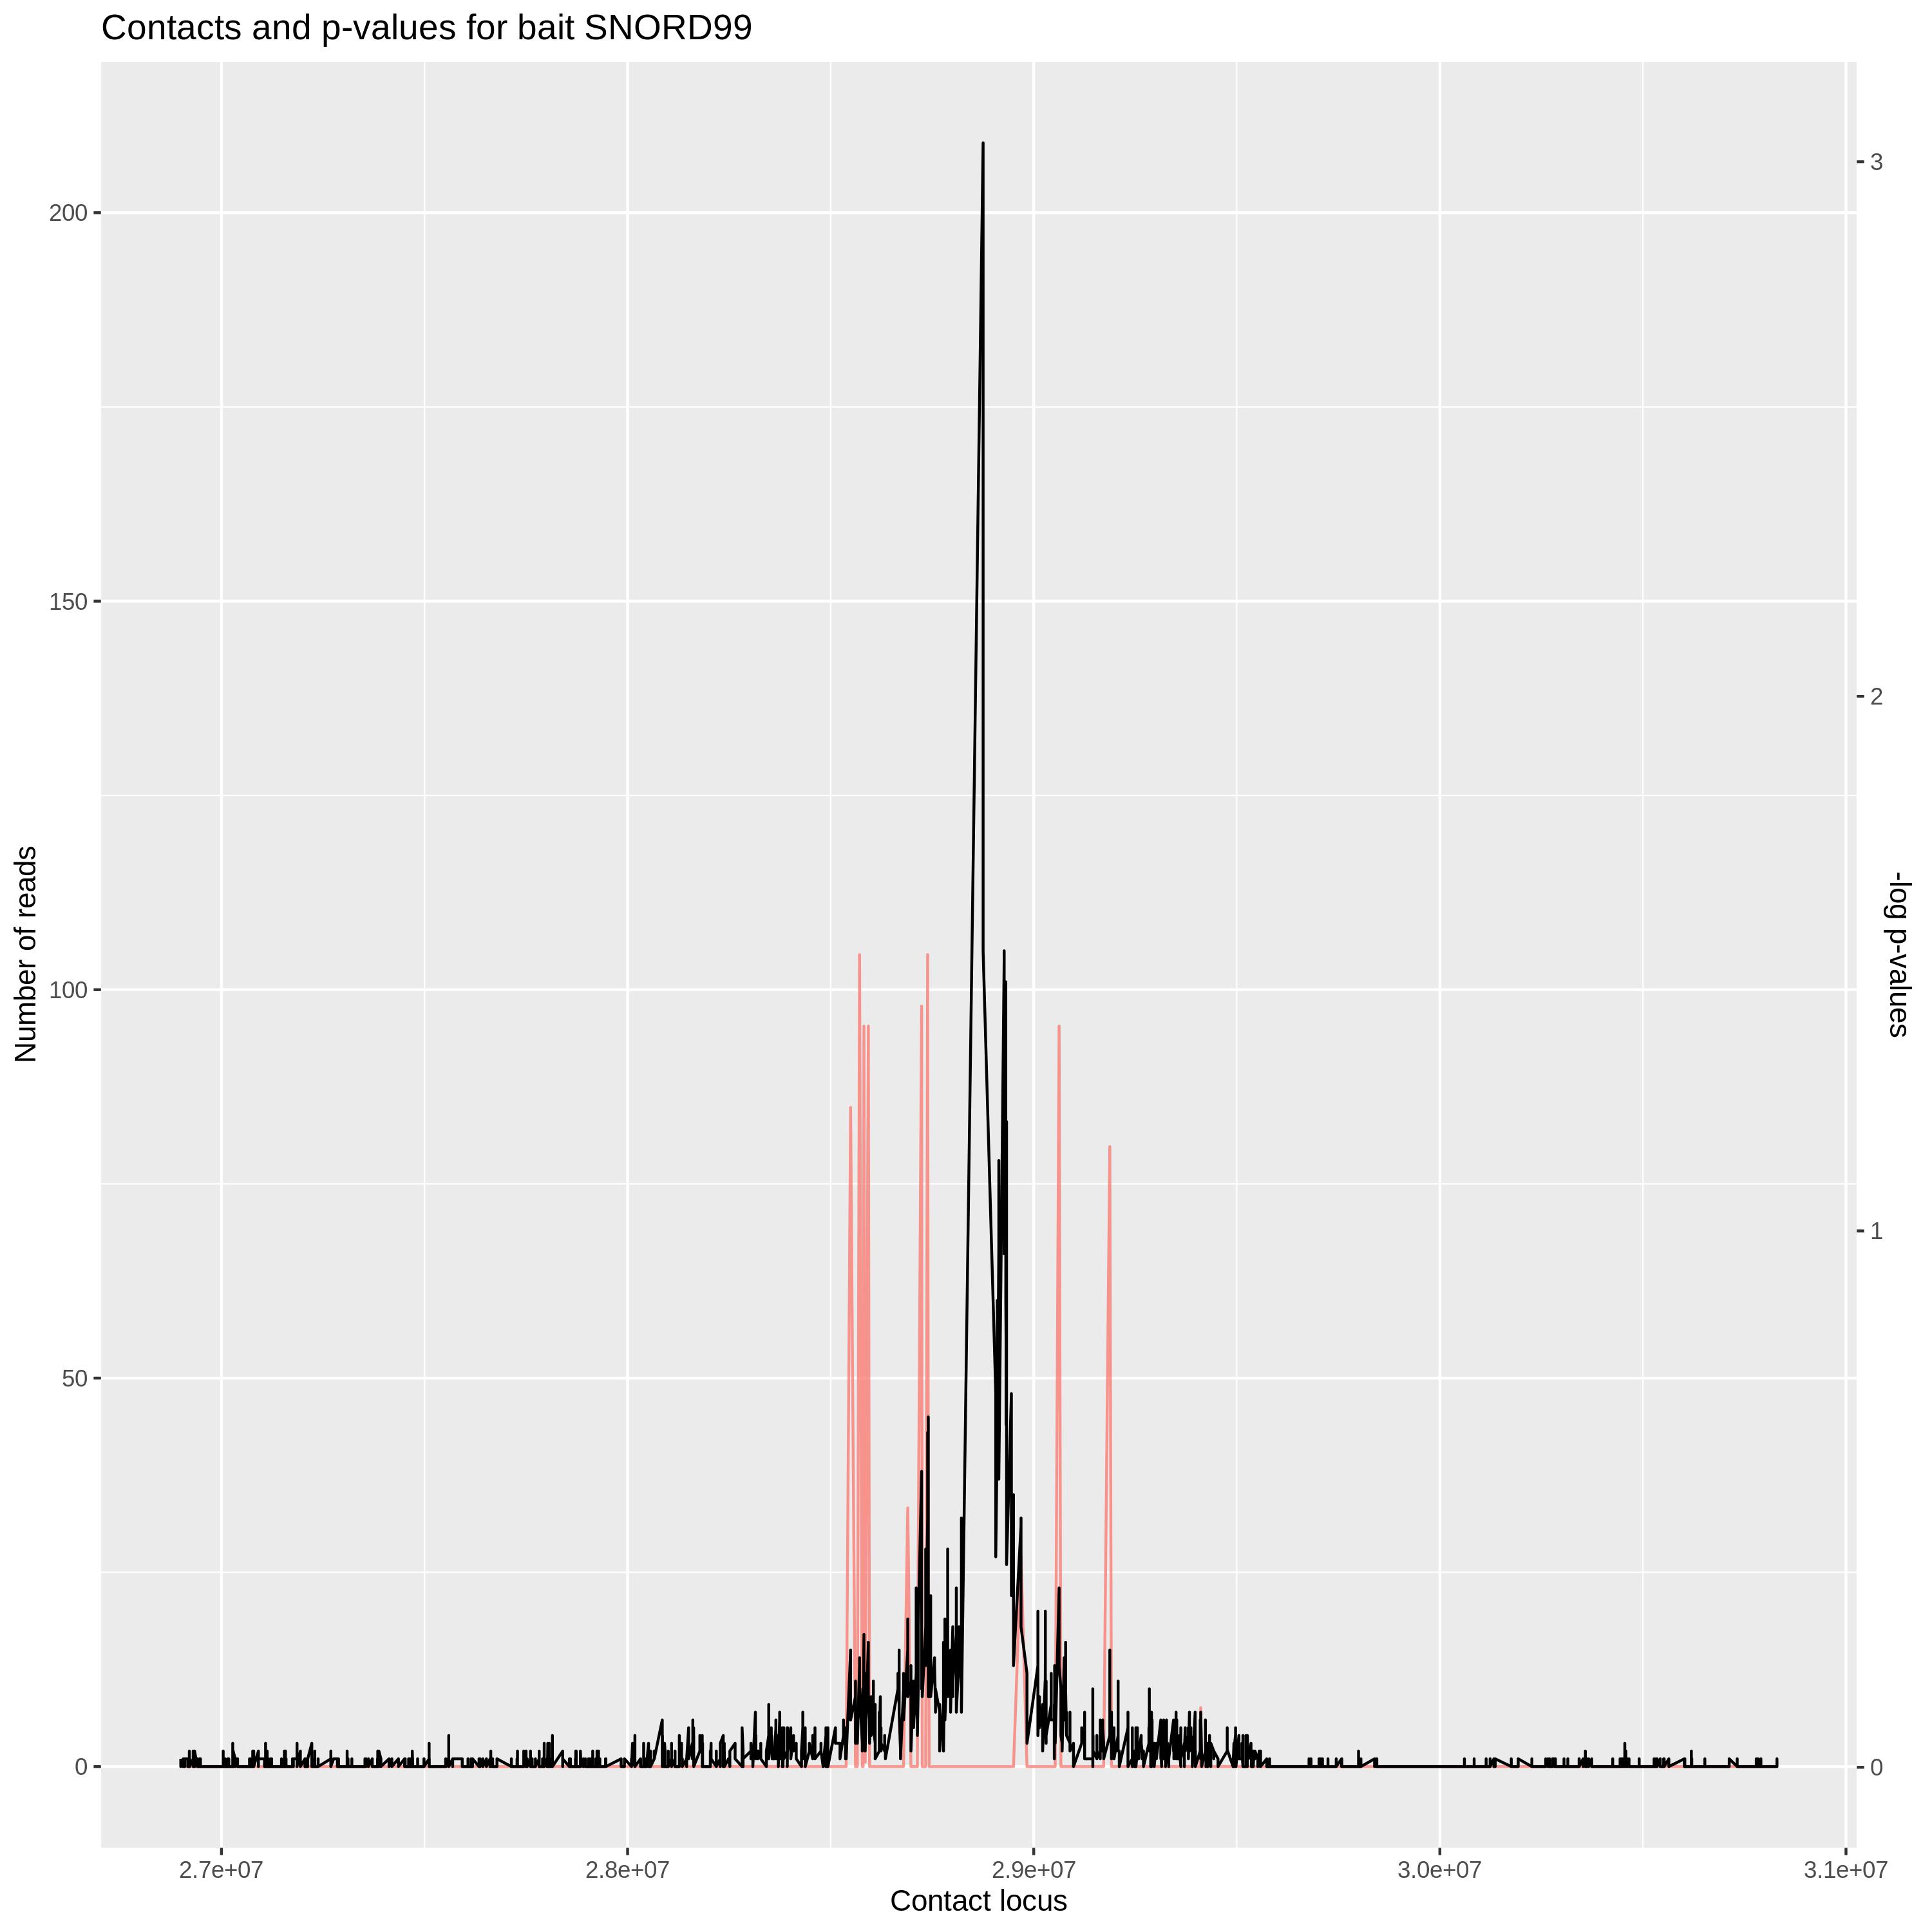 Contacts and p-values for bait SNORD99
200
150
100
50
0
3
2
1
0
Number of reads
-log p-values
2.7e+07
2.8e+07
2.9e+07
3.0e+07
3.1e+07
Contact locus